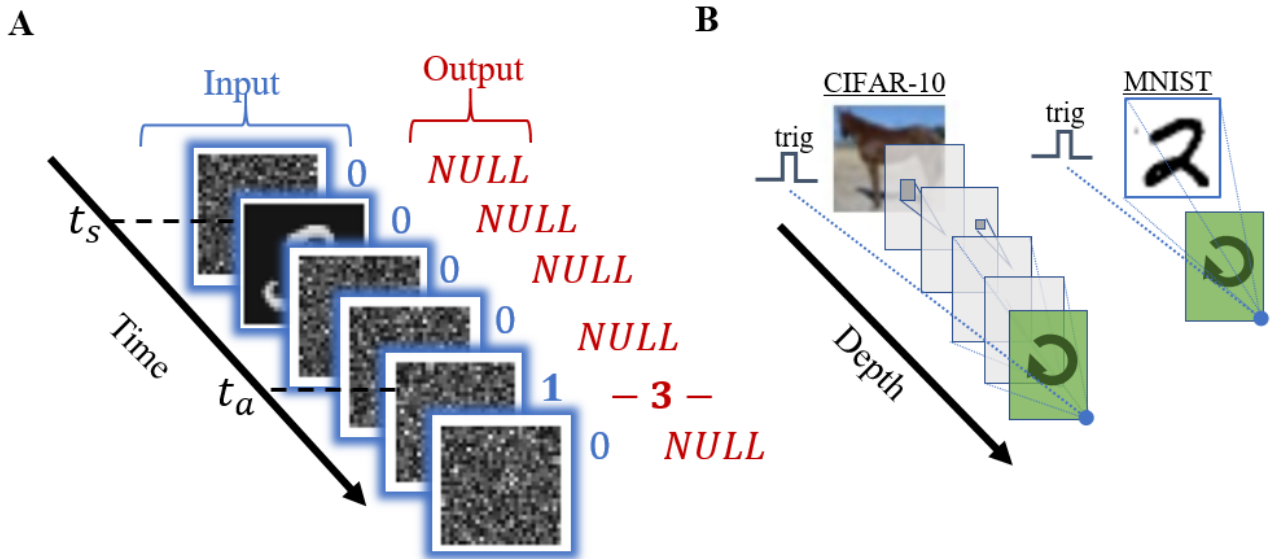 A
Input
Output
0
NULL
t_s
0
NULL
0
NULL
0
NULL
Time
t_a
1
– 3 –
0
NULL
B
CIFAR-10
MNIST
trig
trig
2
Depth